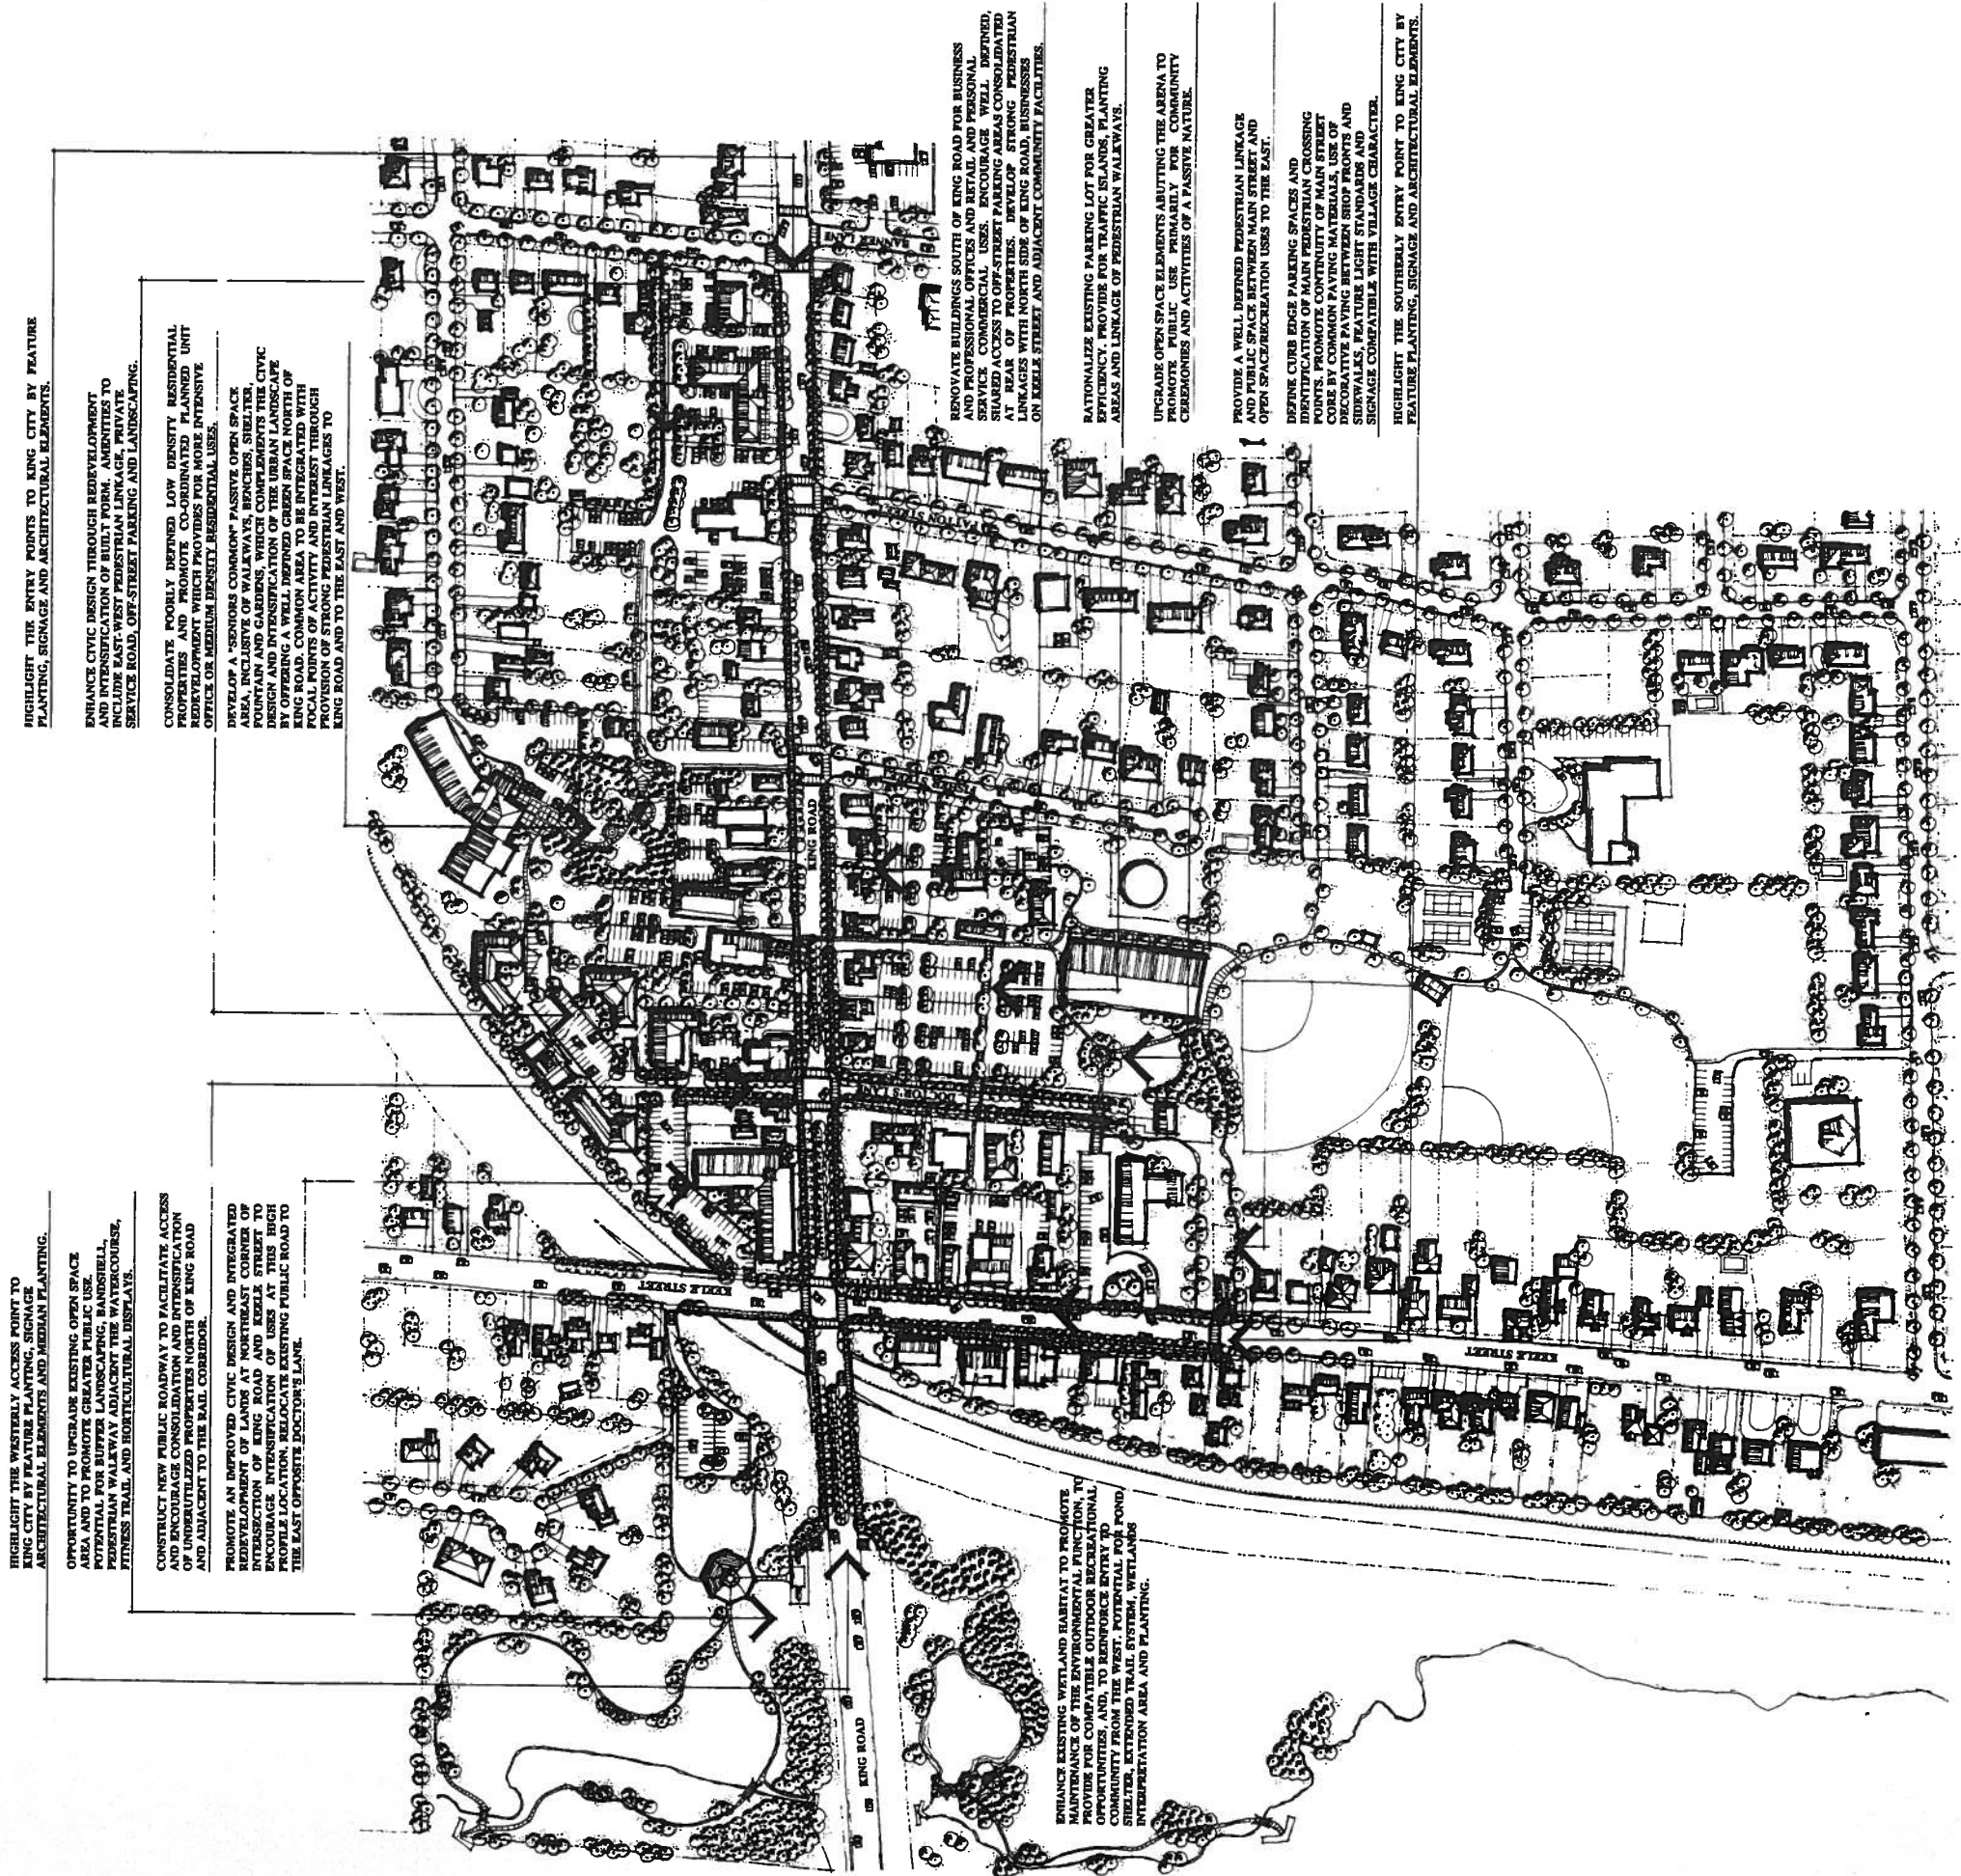 HIGHLIGHT THE WESTERLY ACCESS POINT TO
KING CITY BY FEATURE PLANTING, SIGNAGE
ARCHITECTURAL ELEMENTS AND MEDIAN PLANTING.
OPPORTUNITY TO UPGRADE EXISTING OPEN SPACE
AREA AND TO PROMOTE GREATER PUBLIC USE.
POTENTIAL FOR BUFFER LANDSCAPING, BANDSHELL,
PEDESTRIAN WALKWAY ADJACENT THE WATERCOURSE,
FITNESS TRAIL AND HORTICULTURAL DISPLAYS.
CONSTRUCT NEW PUBLIC ROADWAY TO FACILITATE ACCESS
AND ENCOURAGE CONSOLIDATION AND INTENSIFICATION
OF UNDERUTILIZED PROPERTIES NORTH OF KING ROAD
AND ADJACENT TO THE RAIL CORRIDOR.
PROMOTE AN IMPROVED CIVIC DESIGN AND INTEGRATED
REDEVELOPMENT OF LANDS AT NORTHEAST CORNER OF
INTERSECTION OF KING ROAD AND KEELE STREET TO
ENCOURAGE INTENSIFICATION OF USES AT THIS HIGH
PROFILE LOCATION. RELOCATE EXISTING PUBLIC ROAD TO
THE EAST OPPOSITE DOCTOR'S LANE.
HIGHLIGHT THE ENTRY POINTS TO KING CITY BY FEATURE
PLANTING, SIGNAGE AND ARCHITECTURAL ELEMENTS.
ENHANCE CIVIC DESIGN THROUGH REDEVELOPMENT
AND INTENSIFICATION OF BUILT FORM. AMENITIES TO
INCLUDE EAST-WEST PEDESTRIAN LINKAGE, PRIVATE
SERVICE ROAD, OFF-STREET PARKING AND LANDSCAPING.
CONSOLIDATE POORLY DEFINED LOW DENSITY RESIDENTIAL
PROPERTIES AND PROMOTE CO-ORDINATED PLANNED UNIT
REDEVELOPMENT WHICH PROVIDES FOR MORE INTENSIVE
OFFICE OR MEDIUM DENSITY RESIDENTIAL USES.
DEVELOP A "SENIORS COMMON" PASSIVE OPEN SPACE
AREA, INCLUSIVE OF WALKWAYS, BENCHES, SHELTER,
FOUNTAIN AND GARDENS, WHICH COMPLEMENTS THE CIVIC
DESIGN AND INTENSIFICATION OF THE URBAN LANDSCAPE
BY OFFERING A WELL DEFINED GREEN SPACE NORTH OF
KING ROAD. COMMON AREA TO BE INTEGRATED WITH
FOCAL POINTS OF ACTIVITY AND INTEREST THROUGH
PROVISION OF STRONG PEDESTRIAN LINKAGES TO
KING ROAD AND TO THE EAST AND WEST.
KEELE STREET
KING ROAD
KING ROAD
BANNER LANE
PATTON STREET
FISHER
DOCTOR'S LANE
KEELE STREET
ENHANCE EXISTING WETLAND HABITAT TO PROMOTE
MAINTENANCE OF THE ENVIRONMENTAL FUNCTION, TO
PROVIDE FOR COMPATIBLE OUTDOOR RECREATIONAL
OPPORTUNITIES, AND, TO REINFORCE ENTRY TO
COMMUNITY FROM THE WEST. POTENTIAL FOR POND,
SHELTER, EXTENDED TRAIL SYSTEM, WETLANDS
INTERPRETATION AREA AND PLANTING.
RENOVATE BUILDINGS SOUTH OF KING ROAD FOR BUSINESS
AND PROFESSIONAL OFFICES AND RETAIL AND PERSONAL
SERVICE COMMERCIAL USES. ENCOURAGE WELL DEFINED,
SHARED ACCESS TO OFF-STREET PARKING AREAS CONSOLIDATED
AT REAR OF PROPERTIES. DEVELOP STRONG PEDESTRIAN
LINKAGES WITH NORTH SIDE OF KING ROAD, BUSINESSES
ON KEELE STREET AND ADJACENT COMMUNITY FACILITIES.
RATIONALIZE EXISTING PARKING LOT FOR GREATER
EFFICIENCY. PROVIDE FOR TRAFFIC ISLANDS, PLANTING
AREAS AND LINKAGE OF PEDESTRIAN WALKWAYS.
UPGRADE OPEN SPACE ELEMENTS ABUTTING THE ARENA TO
PROMOTE PUBLIC USE PRIMARILY FOR COMMUNITY
CEREMONIES AND ACTIVITIES OF A PASSIVE NATURE.
PROVIDE A WELL DEFINED PEDESTRIAN LINKAGE
AND PUBLIC SPACE BETWEEN MAIN STREET AND
OPEN SPACE/RECREATION USES TO THE EAST.
DEFINE CURB EDGE PARKING SPACES AND
IDENTIFICATION OF MAIN PEDESTRIAN CROSSING
POINTS. PROMOTE CONTINUITY OF MAIN STREET
CORE BY COMMON PAVING MATERIALS, USE OF
DECORATIVE PAVING BETWEEN SHOP FRONTS AND
SIDEWALKS, FEATURE LIGHT STANDARDS AND
SIGNAGE COMPATIBLE WITH VILLAGE CHARACTER.
HIGHLIGHT THE SOUTHERLY ENTRY POINT TO KING CITY BY
FEATURE PLANTING, SIGNAGE AND ARCHITECTURAL ELEMENTS.